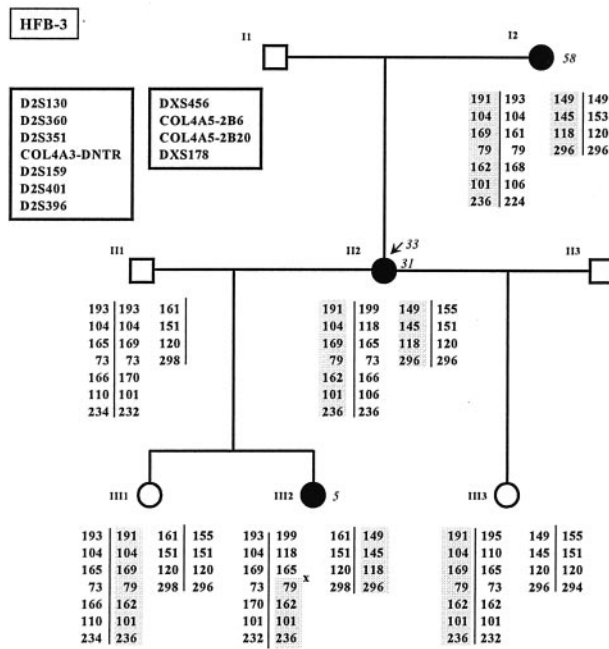 HFB-3
I1
I2
58
D2S130
D2S360
D2S351
COL4A3-DNTR
D2S159
D2S401
D2S396
DXS456
COL4A5-2B6
COL4A5-2B20
DXS178
191 193 149 149
104 104 145 153
169 161 118 120
79 79 296 296
162 168
101 106
236 224
II1
II2
33
31
II3
193 193 161
104 104 151
165 169 120
73 73 298
166 170
110 101
234 232
191 199 149 155
104 118 145 151
169 165 118 120
79 73 296 296
162 166
101 106
236 236
III1
III2
5
III3
193 191 161 155
104 104 151 151
165 169 120 120
73 79 298 296
166 162
110 101
234 236
193 199 161 149
104 118 151 145
169 165 120 118
73 79 x 298 296
170 162
101 101
232 236
191 195 149 155
104 110 145 151
169 165 120 120
79 73 296 294
162 162
101 101
236 232